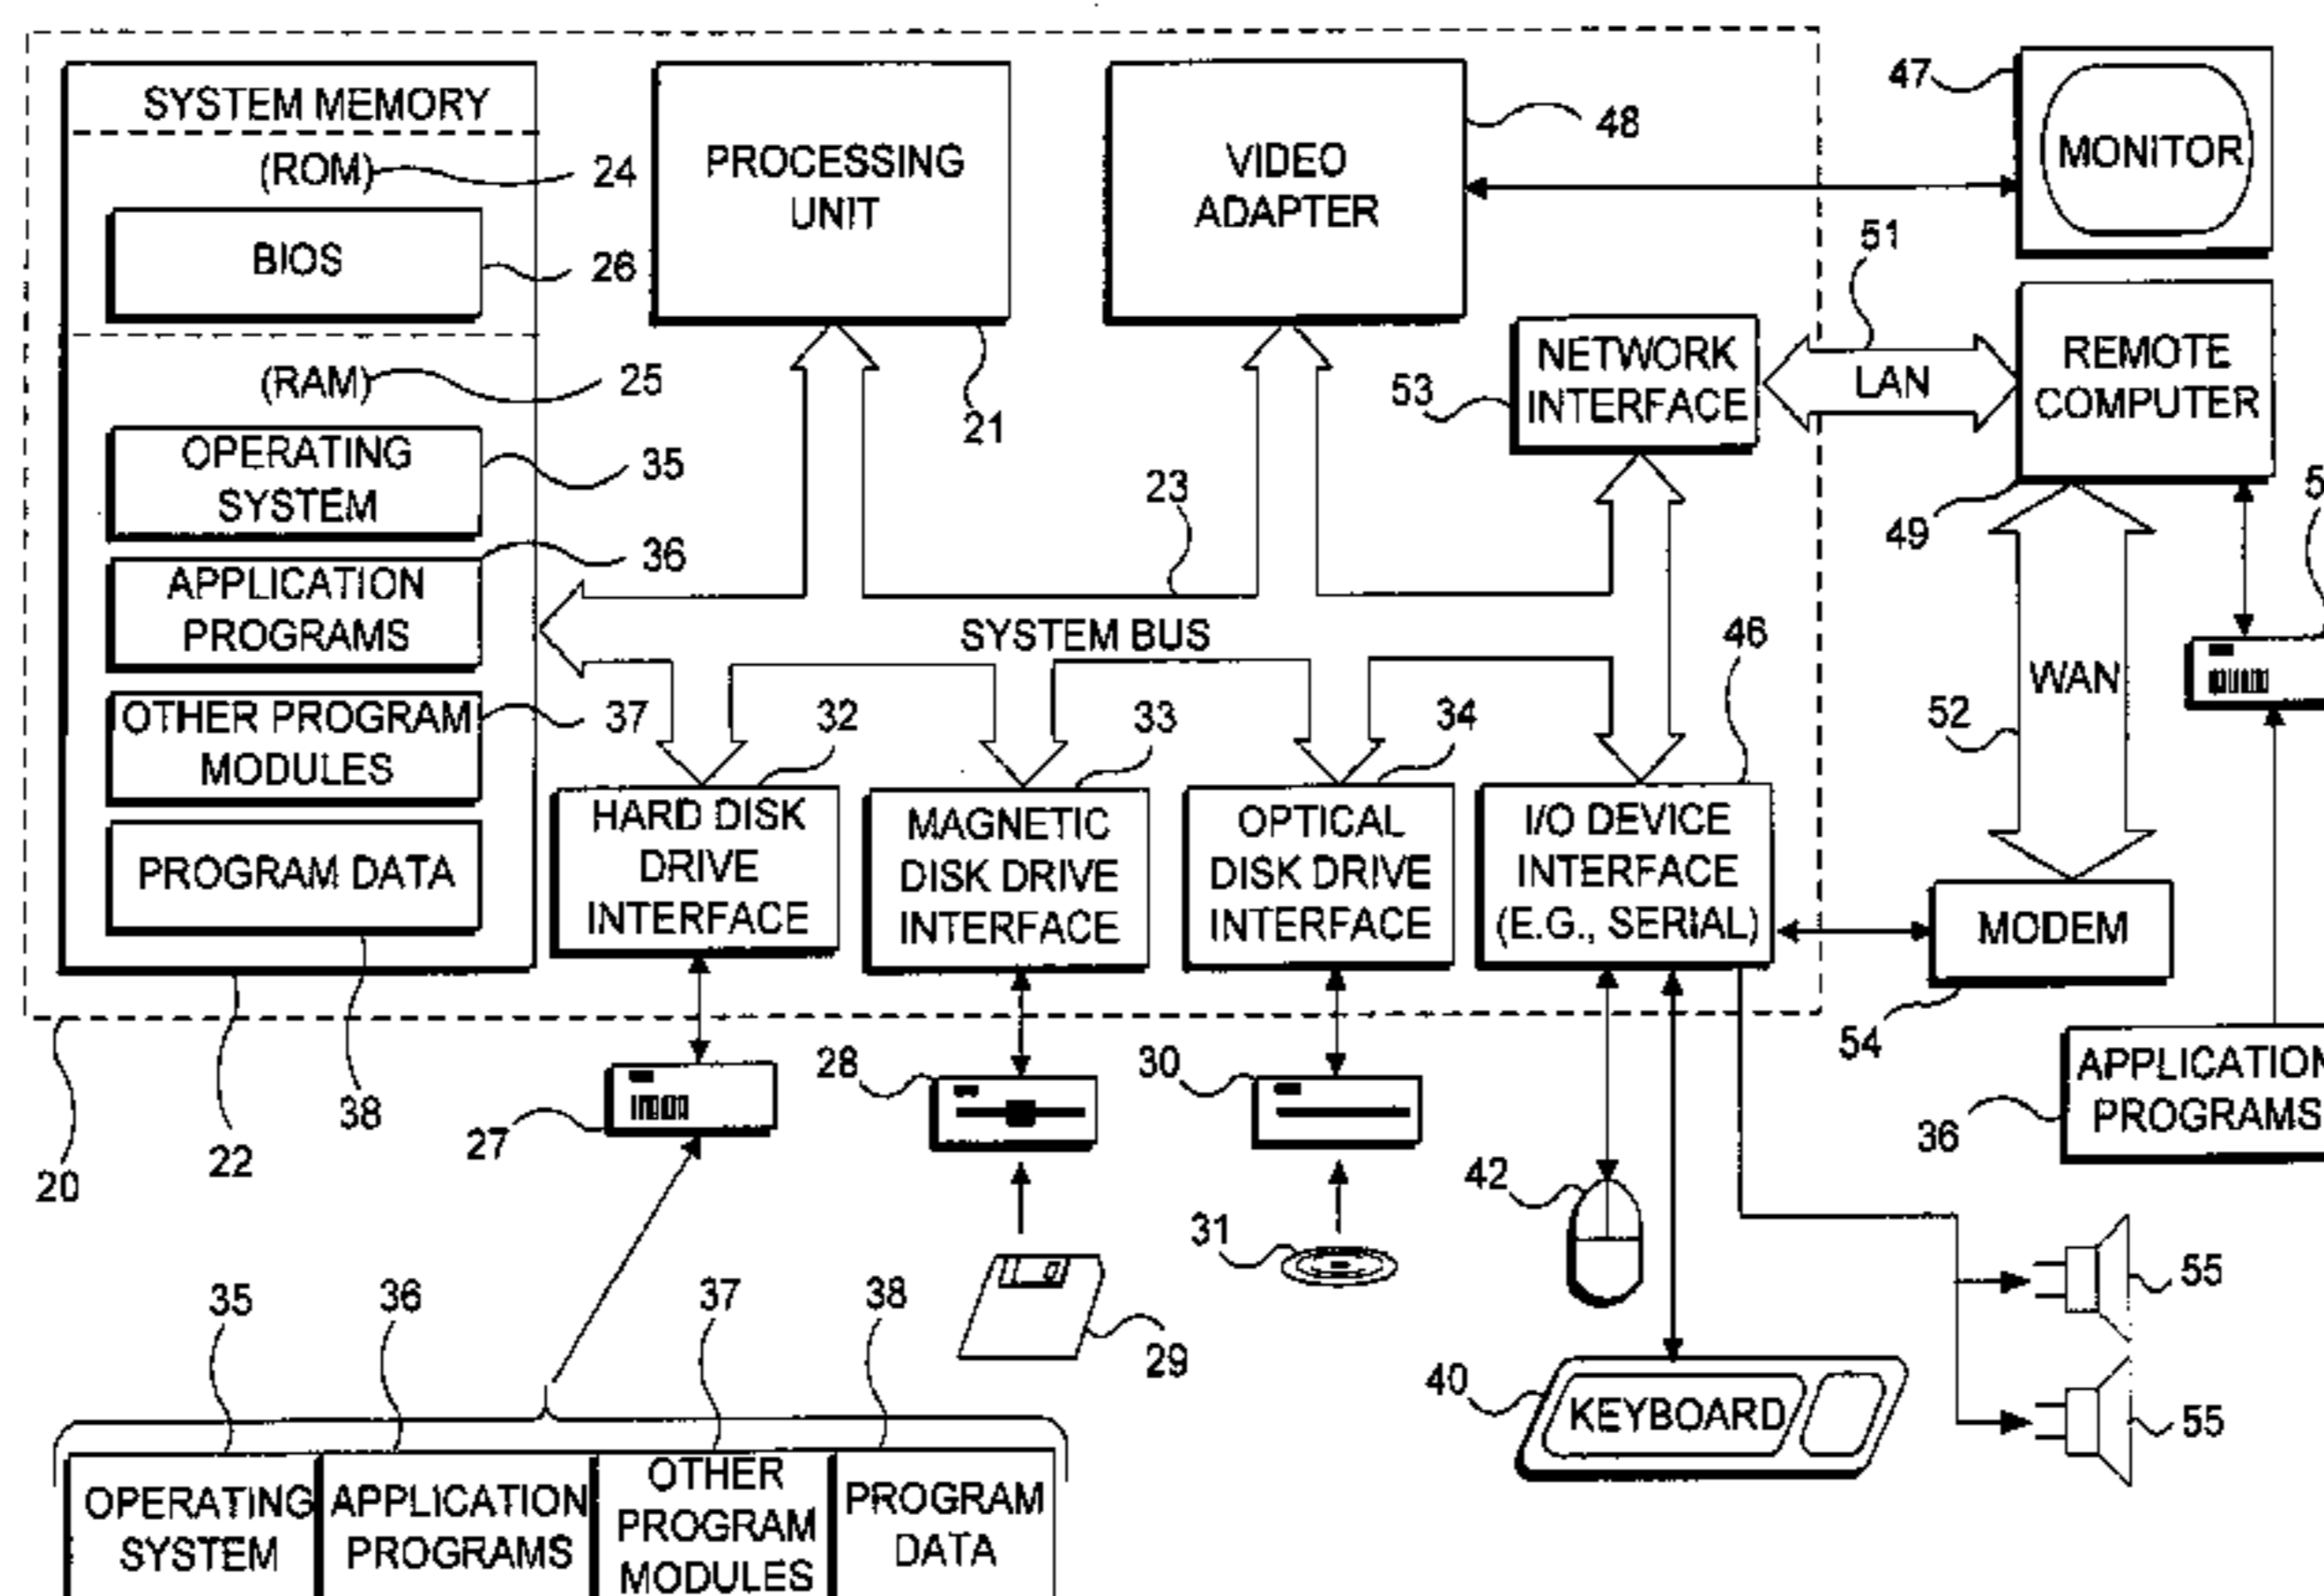 SYSTEM MEMORY
(ROM)
24
BIOS
26
(RAM)
25
OPERATING
SYSTEM
35
APPLICATION
PROGRAMS
36
OTHER PROGRAM
MODULES
37
PROGRAM DATA
38
22
20
PROCESSING
UNIT
21
VIDEO
ADAPTER
48
47
MONITOR
51
NETWORK
INTERFACE
53
LAN
REMOTE
COMPUTER
49
23
SYSTEM BUS
46
WAN
52
32
HARD DISK
DRIVE
INTERFACE
33
MAGNETIC
DISK DRIVE
INTERFACE
34
OPTICAL
DISK DRIVE
INTERFACE
I/O DEVICE
INTERFACE
(E.G., SERIAL)
MODEM
54
APPLICATION
PROGRAMS
36
27
28
30
42
31
29
40
KEYBOARD
55
55
35
36
37
38
OPERATING
SYSTEM
APPLICATION
PROGRAMS
OTHER
PROGRAM
MODULES
PROGRAM
DATA